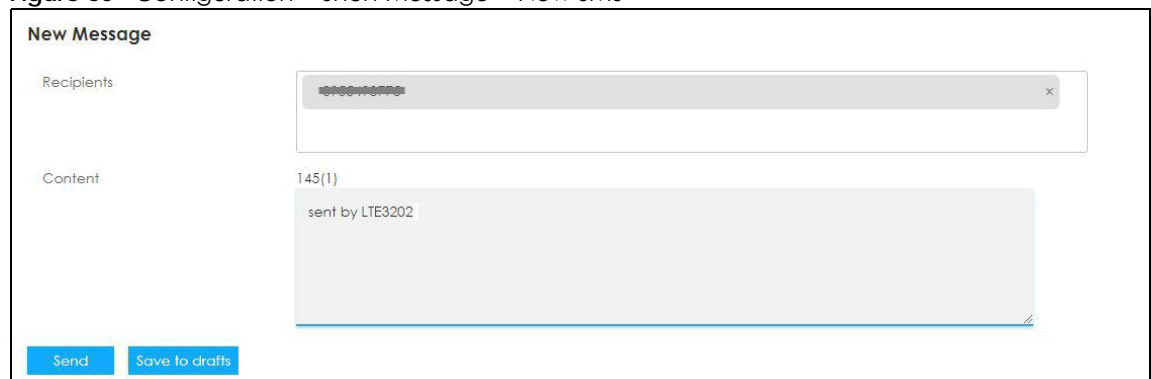 New Message
Recipients
×
Content
145(1)
sent by LTE3202
Send Save to drafts